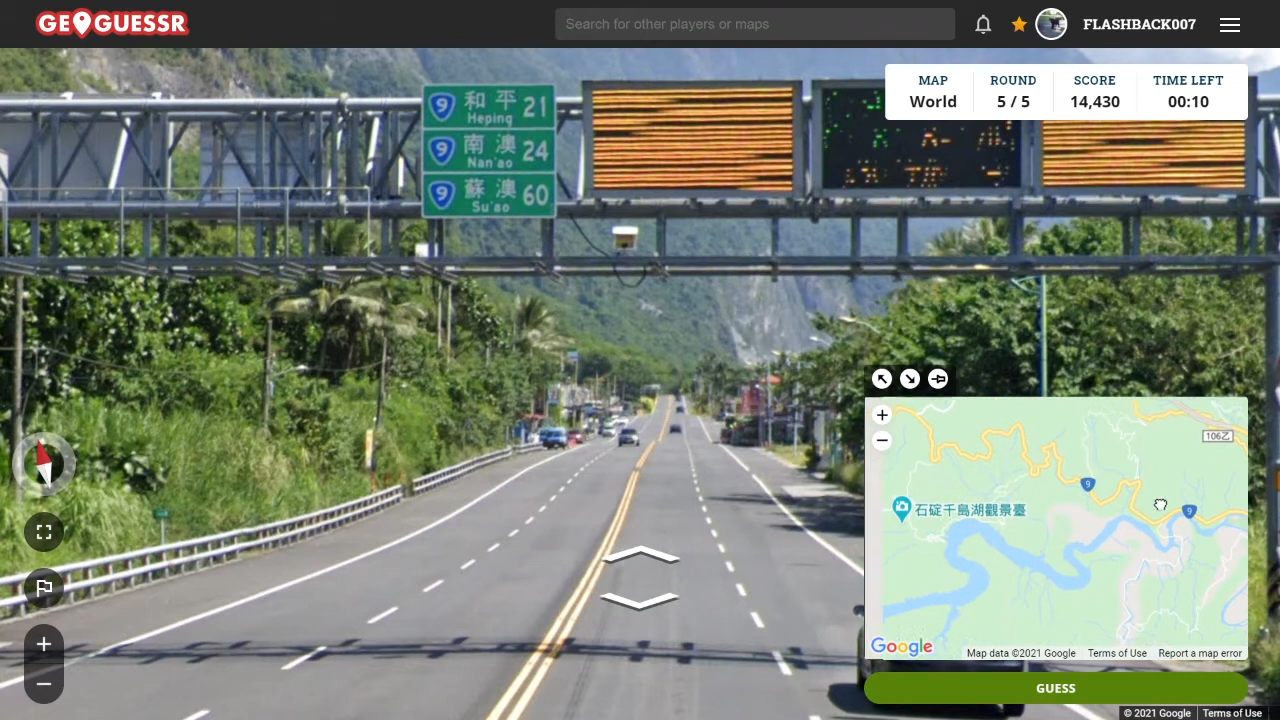 GEOGUESSR
Search for other players or maps
FLASHBACK007
MAP
World
ROUND
5 / 5
SCORE
14,430
TIME LEFT
00:10
9 和平 21
Heping
9 南澳 24
Nan'ao
9 蘇澳 60
Su'ao
106乙
9
9
石碇千島湖觀景臺
Google
Map data ©2021 Google
Terms of Use
Report a map error
GUESS
© 2021 Google
Terms of Use